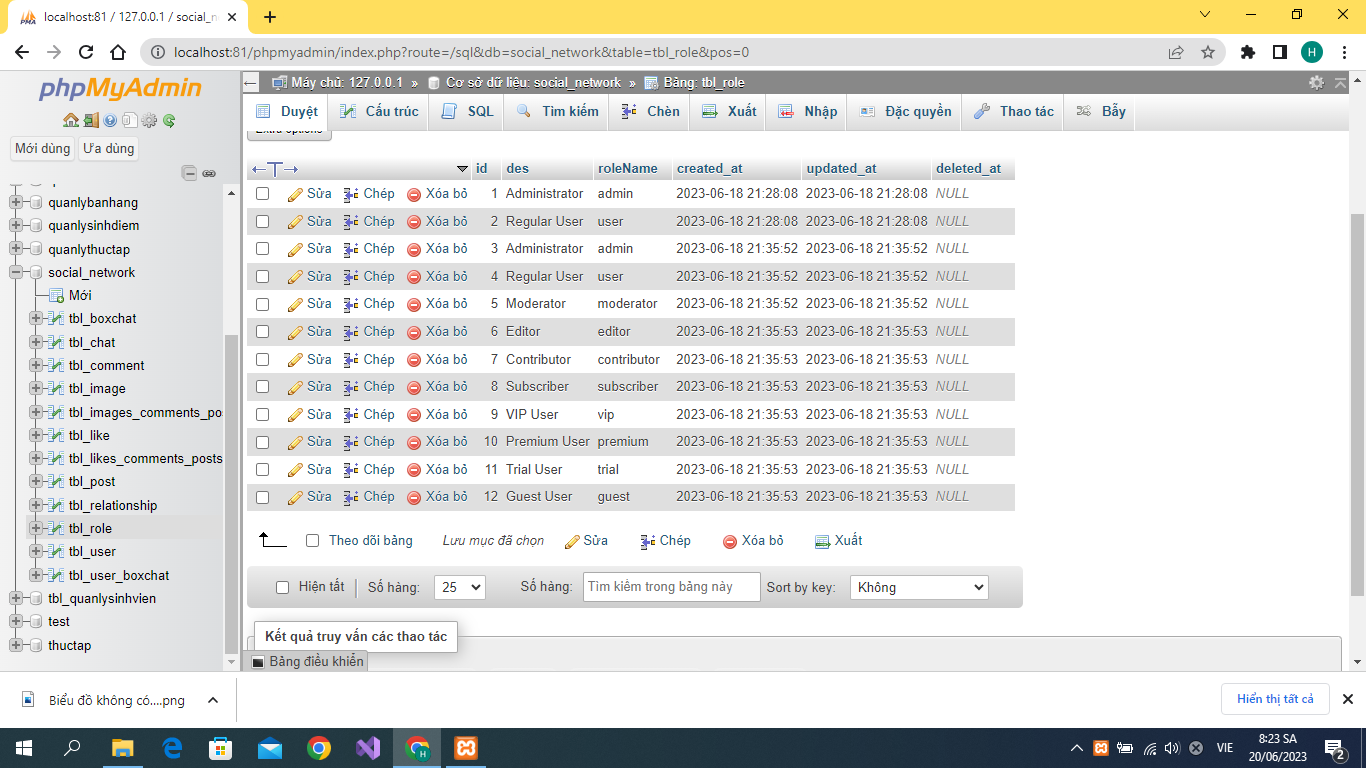 localhost:81 / 127.0.0.1 / social_n
localhost:81/phpmyadmin/index.php?route=/sql&db=social_network&table=tbl_role&pos=0
H
phpMyAdmin
Mới dùng Ưa dùng
quanlybanhang
quanlysinhdiem
quanlythuctap
social_network
Mới
tbl_boxchat
tbl_chat
tbl_comment
tbl_image
tbl_images_comments_po
tbl_like
tbl_likes_comments_posts
tbl_post
tbl_relationship
tbl_role
tbl_user
tbl_user_boxchat
tbl_quanlysinhvien
test
thuctap
Máy chủ: 127.0.0.1 » Cơ sở dữ liệu: social_network » Bảng: tbl_role
Duyệt Cấu trúc SQL Tìm kiếm Chèn Xuất Nhập Đặc quyền Thao tác Bẫy
Extra options
id des roleName created_at updated_at deleted_at
Sửa Chép Xóa bỏ 1 Administrator admin 2023-06-18 21:28:08 2023-06-18 21:28:08 NULL
Sửa Chép Xóa bỏ 2 Regular User user 2023-06-18 21:28:08 2023-06-18 21:28:08 NULL
Sửa Chép Xóa bỏ 3 Administrator admin 2023-06-18 21:35:52 2023-06-18 21:35:52 NULL
Sửa Chép Xóa bỏ 4 Regular User user 2023-06-18 21:35:52 2023-06-18 21:35:52 NULL
Sửa Chép Xóa bỏ 5 Moderator moderator 2023-06-18 21:35:52 2023-06-18 21:35:52 NULL
Sửa Chép Xóa bỏ 6 Editor editor 2023-06-18 21:35:53 2023-06-18 21:35:53 NULL
Sửa Chép Xóa bỏ 7 Contributor contributor 2023-06-18 21:35:53 2023-06-18 21:35:53 NULL
Sửa Chép Xóa bỏ 8 Subscriber subscriber 2023-06-18 21:35:53 2023-06-18 21:35:53 NULL
Sửa Chép Xóa bỏ 9 VIP User vip 2023-06-18 21:35:53 2023-06-18 21:35:53 NULL
Sửa Chép Xóa bỏ 10 Premium User premium 2023-06-18 21:35:53 2023-06-18 21:35:53 NULL
Sửa Chép Xóa bỏ 11 Trial User trial 2023-06-18 21:35:53 2023-06-18 21:35:53 NULL
Sửa Chép Xóa bỏ 12 Guest User guest 2023-06-18 21:35:53 2023-06-18 21:35:53 NULL
Theo dõi bảng Lưu mục đã chọn Sửa Chép Xóa bỏ Xuất
Hiện tất Số hàng: 25 Số hàng: Tìm kiếm trong bảng này Sort by key: Không
Kết quả truy vấn các thao tác
Bảng điều khiển
Biểu đồ không có....png
Hiển thị tất cả
VIE
8:23 SA
20/06/2023
2